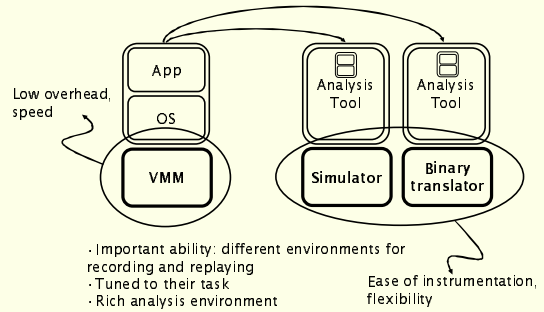 App
OS
VMM
Low overhead,
speed
Analysis
Tool
Analysis
Tool
Simulator
Binary
translator
• Important ability: different environments for
recording and replaying
• Tuned to their task
• Rich analysis environment
Ease of instrumentation,
flexibility